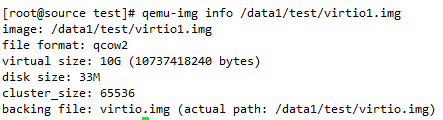 [root@source test]# qemu-img info /data1/test/virtio1.img
image: /data1/test/virtio1.img
file format: qcow2
virtual size: 10G (10737418240 bytes)
disk size: 33M
cluster_size: 65536
backing file: virtio.img (actual path: /data1/test/virtio.img)